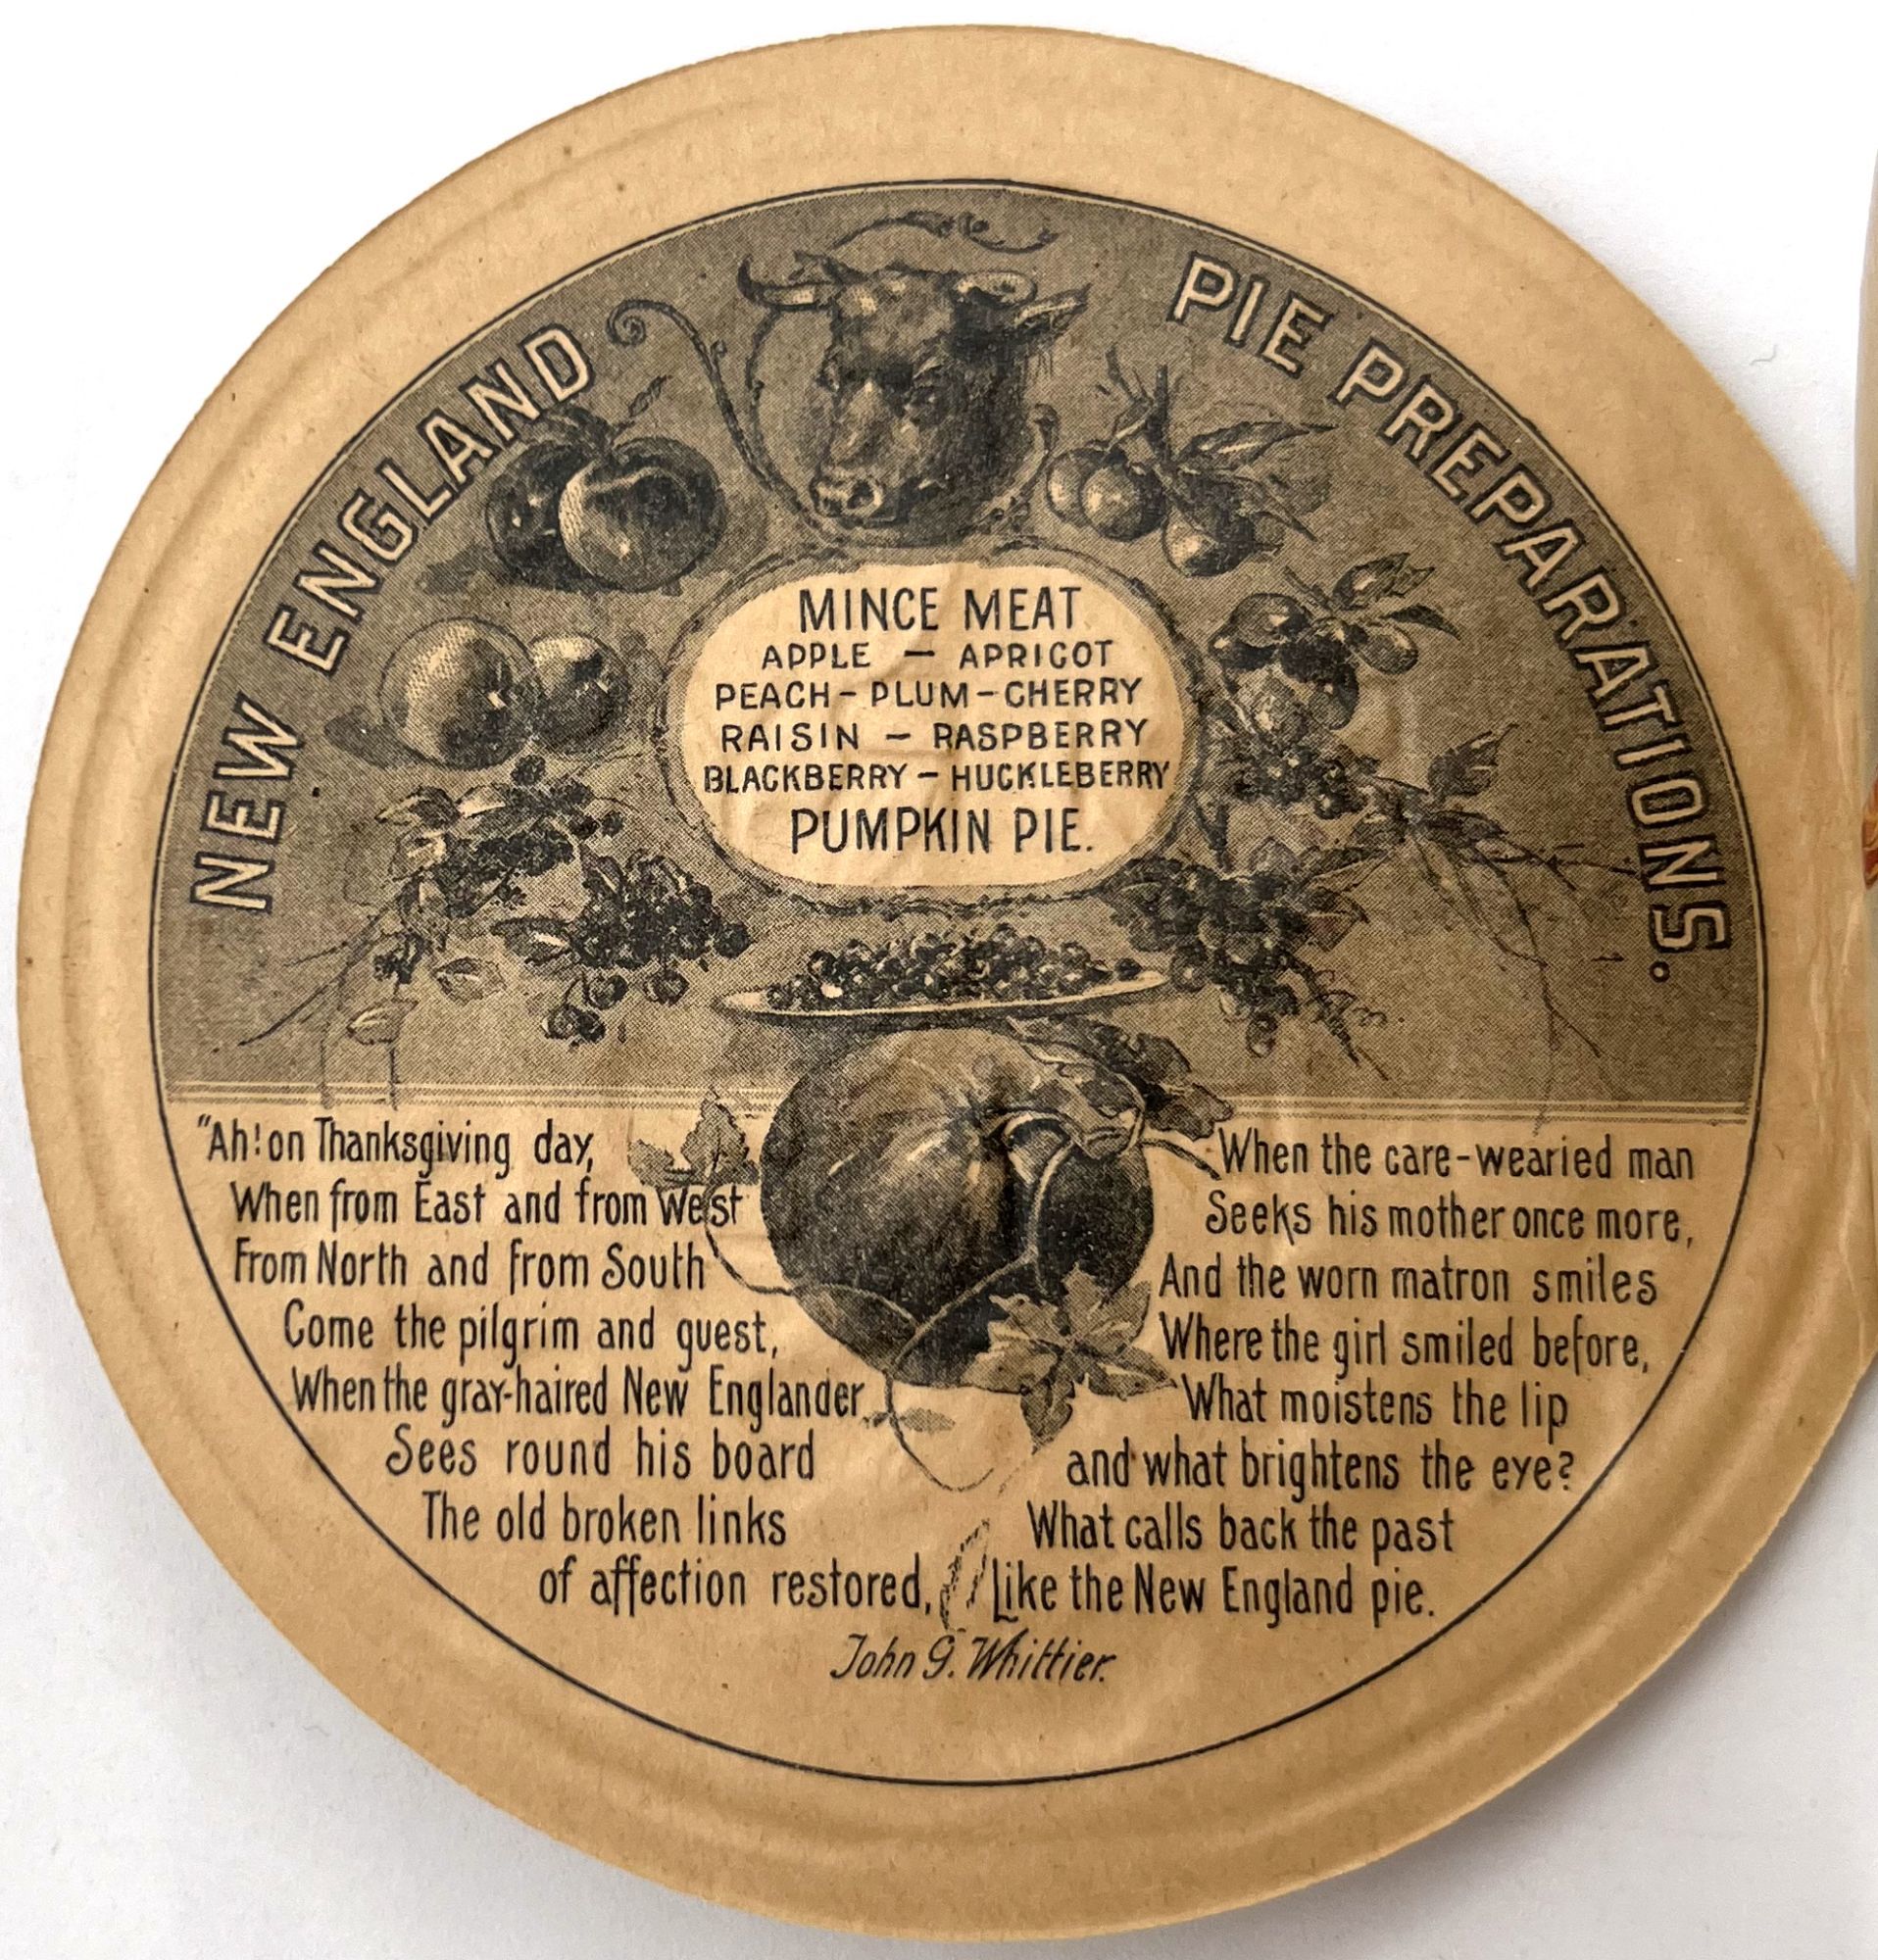 NEW ENGLAND PIE PREPARATIONS.
MINCE MEAT
APPLE — APRICOT
PEACH – PLUM – CHERRY
RAISIN — RASPBERRY
BLACKBERRY – HUCKLEBERRY
PUMPKIN PIE.
"Ah! on Thanksgiving day,
When from East and from West
From North and from South
Come the pilgrim and guest,
When the gray-haired New Englander
Sees round his board
The old broken links
of affection restored,
When the care-wearied man
Seeks his mother once more,
And the worn matron smiles
Where the girl smiled before,
What moistens the lip
and what brightens the eye?
What calls back the past
Like the New England pie.
John G. Whittier.